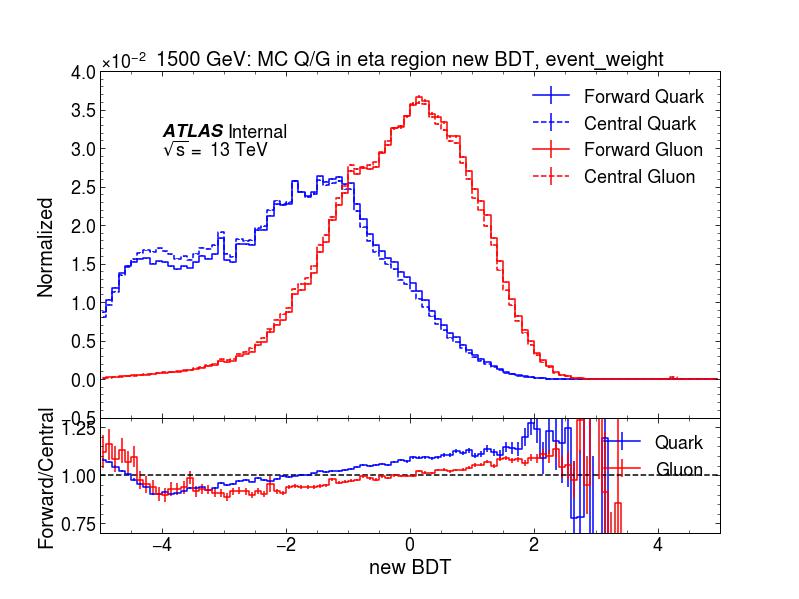 ×10⁻² 1500 GeV: MC Q/G in eta region new BDT, event_weight
4.0
3.5
3.0
2.5
2.0
1.5
1.0
0.5
0.0
−0.5
Normalized
ATLAS Internal
√s = 13 TeV
Forward Quark
Central Quark
Forward Gluon
Central Gluon
1.25
1.00
0.75
Forward/Central
Quark
Gluon
−4 −2 0 2 4
new BDT